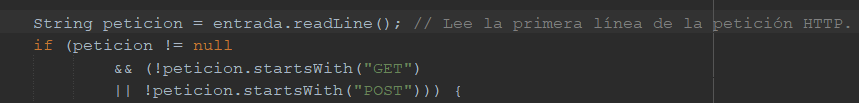 String peticion = entrada.readLine(); // Lee la primera línea de la petición HTTP.
if (peticion != null
&& (!peticion.startsWith("GET")
|| !peticion.startsWith("POST"))) {